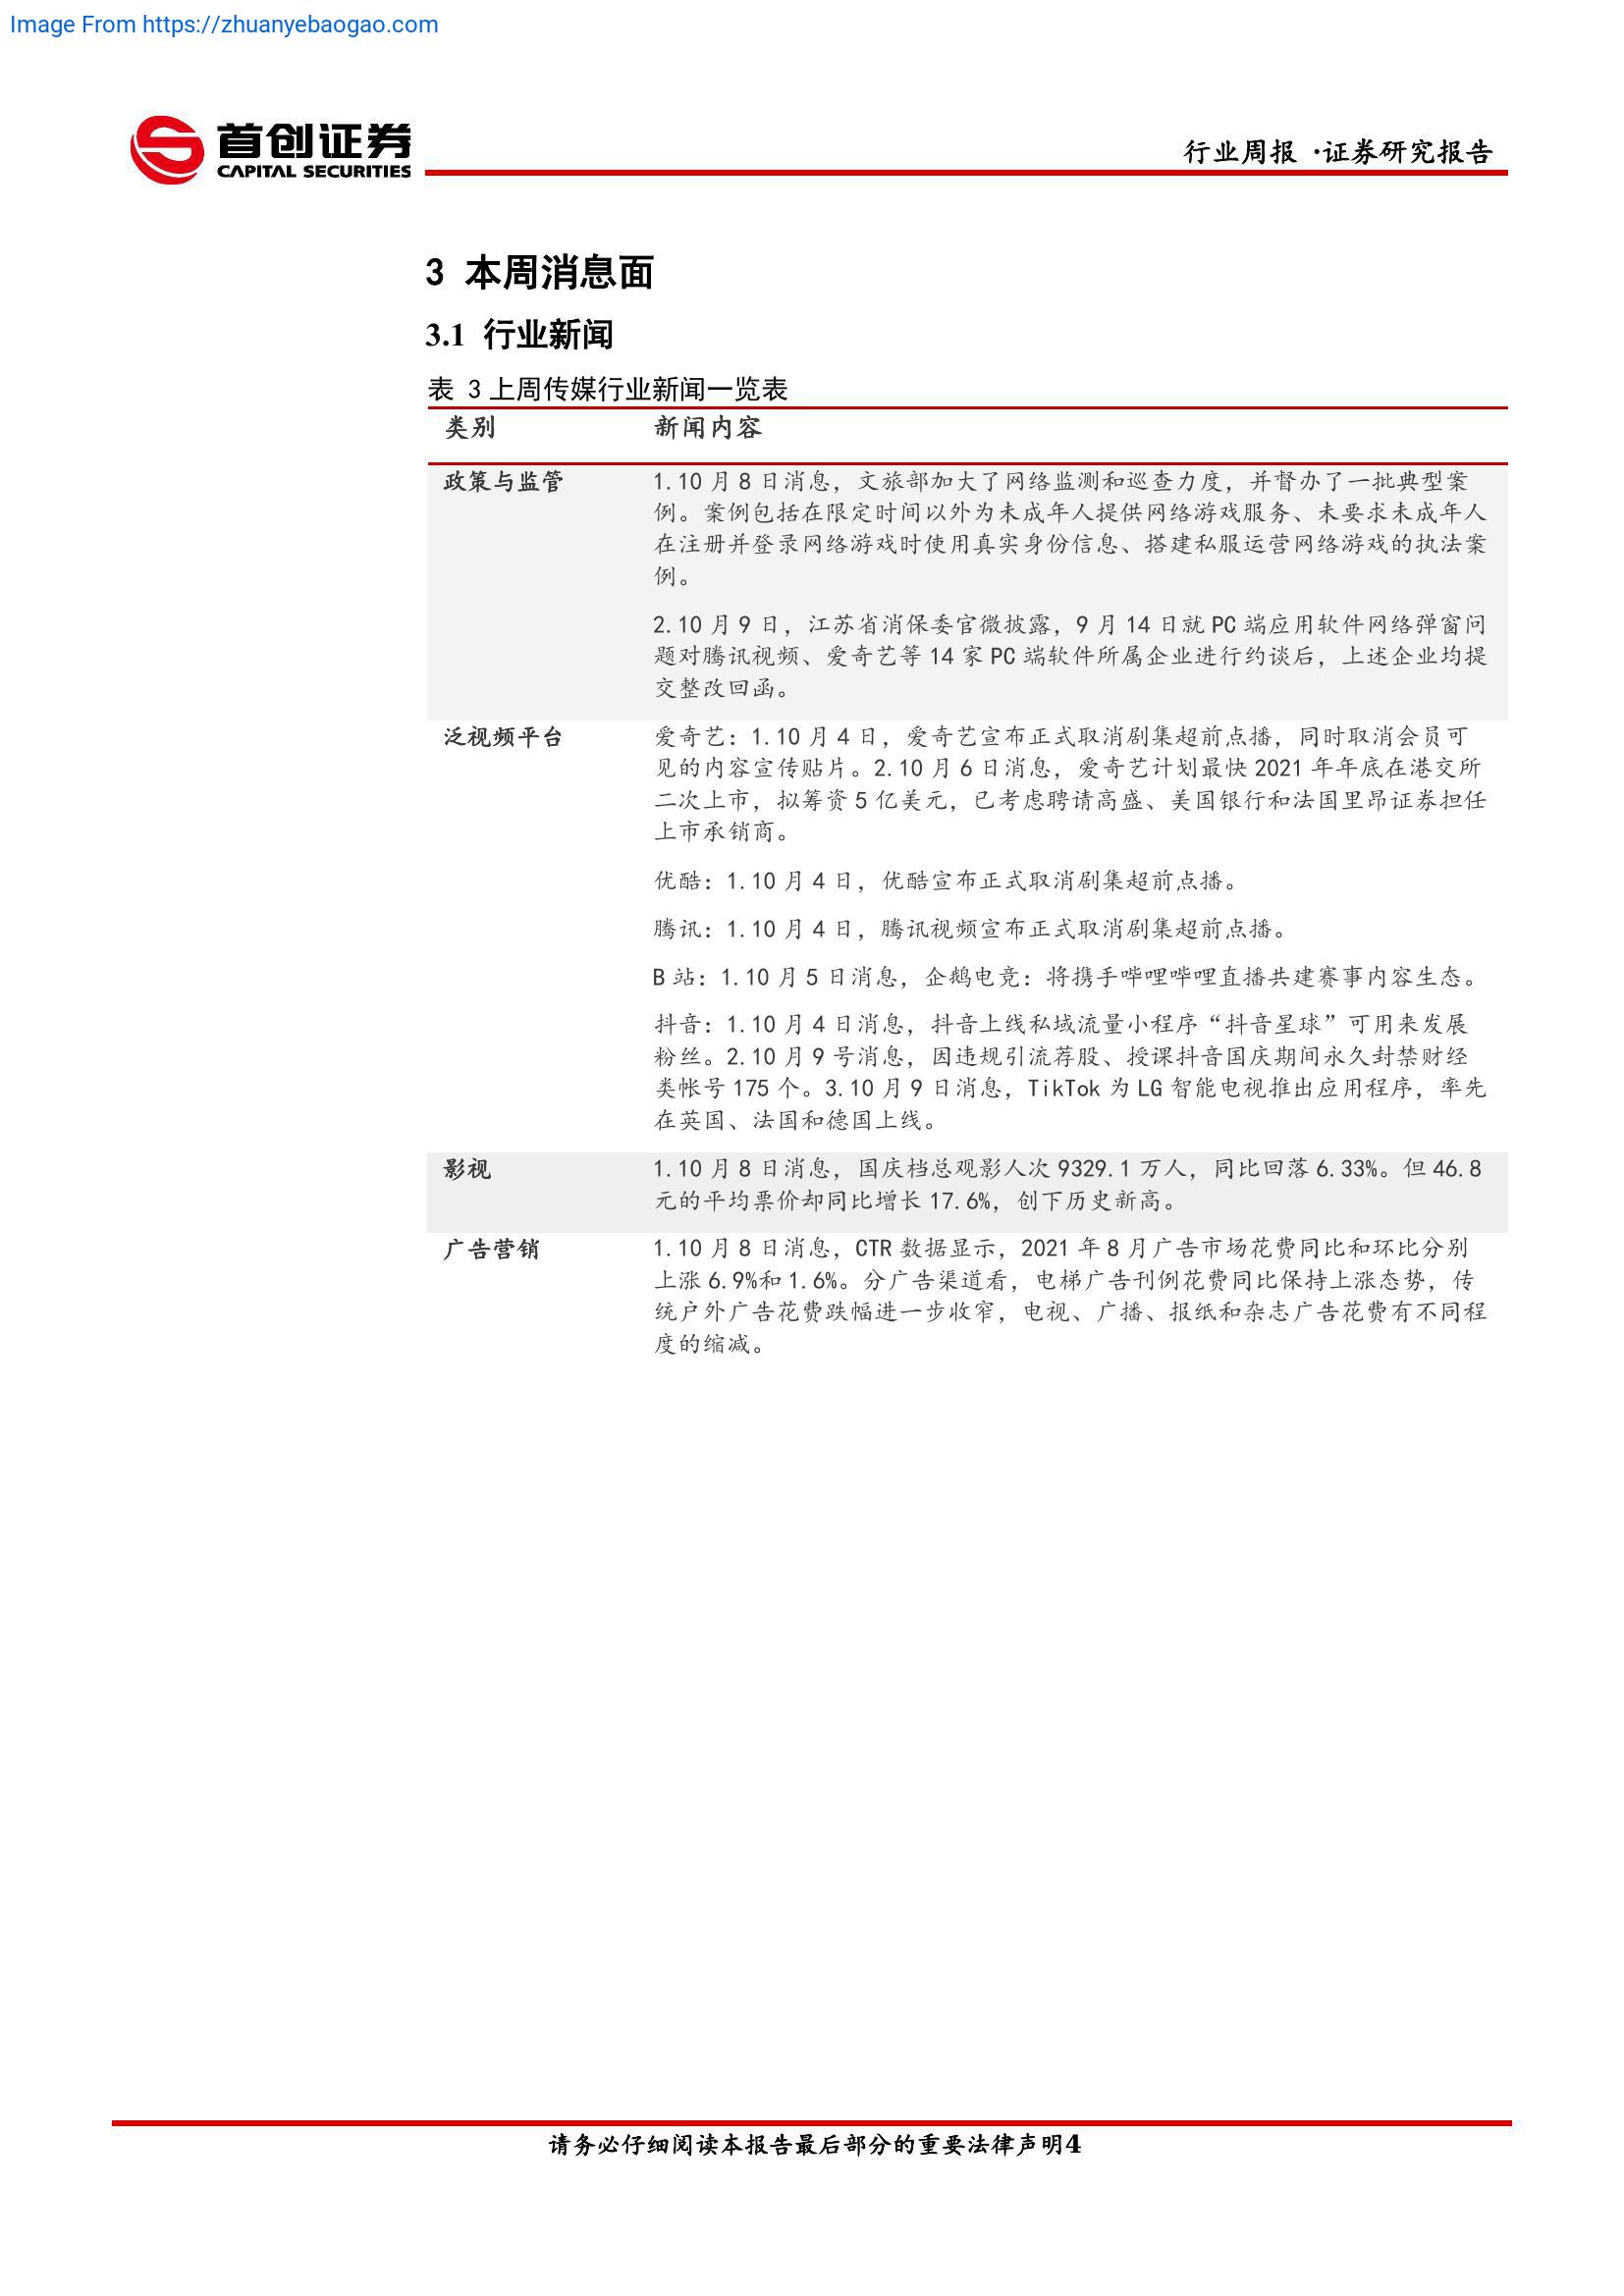 Image From https://zhuanyebaogao.com
首创证券
CAPITAL SECURITIES
行业周报 ·证券研究报告
3 本周消息面
3.1 行业新闻
表 3 上周传媒行业新闻一览表
类别 新闻内容
政策与监管 1.10 月 8 日消息，文旅部加大了网络监测和巡查力度，并督办了一批典型案
例。案例包括在限定时间以外为未成年人提供网络游戏服务、未要求未成年人
在注册并登录网络游戏时使用真实身份信息、搭建私服运营网络游戏的执法案
例。
2.10 月 9 日，江苏省消保委官微披露，9 月 14 日就 PC 端应用软件网络弹窗问
题对腾讯视频、爱奇艺等 14 家 PC 端软件所属企业进行约谈后，上述企业均提
交整改回函。
泛视频平台 爱奇艺：1.10 月 4 日，爱奇艺宣布正式取消剧集超前点播，同时取消会员可
见的内容宣传贴片。2.10 月 6 日消息，爱奇艺计划最快 2021 年年底在港交所
二次上市，拟筹资 5 亿美元，已考虑聘请高盛、美国银行和法国里昂证券担任
上市承销商。
优酷：1.10 月 4 日，优酷宣布正式取消剧集超前点播。
腾讯：1.10 月 4 日，腾讯视频宣布正式取消剧集超前点播。
B 站：1.10 月 5 日消息，企鹅电竞：将携手哔哩哔哩直播共建赛事内容生态。
抖音：1.10 月 4 日消息，抖音上线私域流量小程序“抖音星球”可用来发展
粉丝。2.10 月 9 号消息，因违规引流荐股、授课抖音国庆期间永久封禁财经
类帐号 175 个。3.10 月 9 日消息，TikTok 为 LG 智能电视推出应用程序，率先
在英国、法国和德国上线。
影视 1.10 月 8 日消息，国庆档总观影人次 9329.1 万人，同比回落 6.33%。但 46.8
元的平均票价却同比增长 17.6%，创下历史新高。
广告营销 1.10 月 8 日消息，CTR 数据显示，2021 年 8 月广告市场花费同比和环比分别
上涨 6.9%和 1.6%。分广告渠道看，电梯广告刊例花费同比保持上涨态势，传
统户外广告花费跌幅进一步收窄，电视、广播、报纸和杂志广告花费有不同程
度的缩减。
请务必仔细阅读本报告最后部分的重要法律声明4